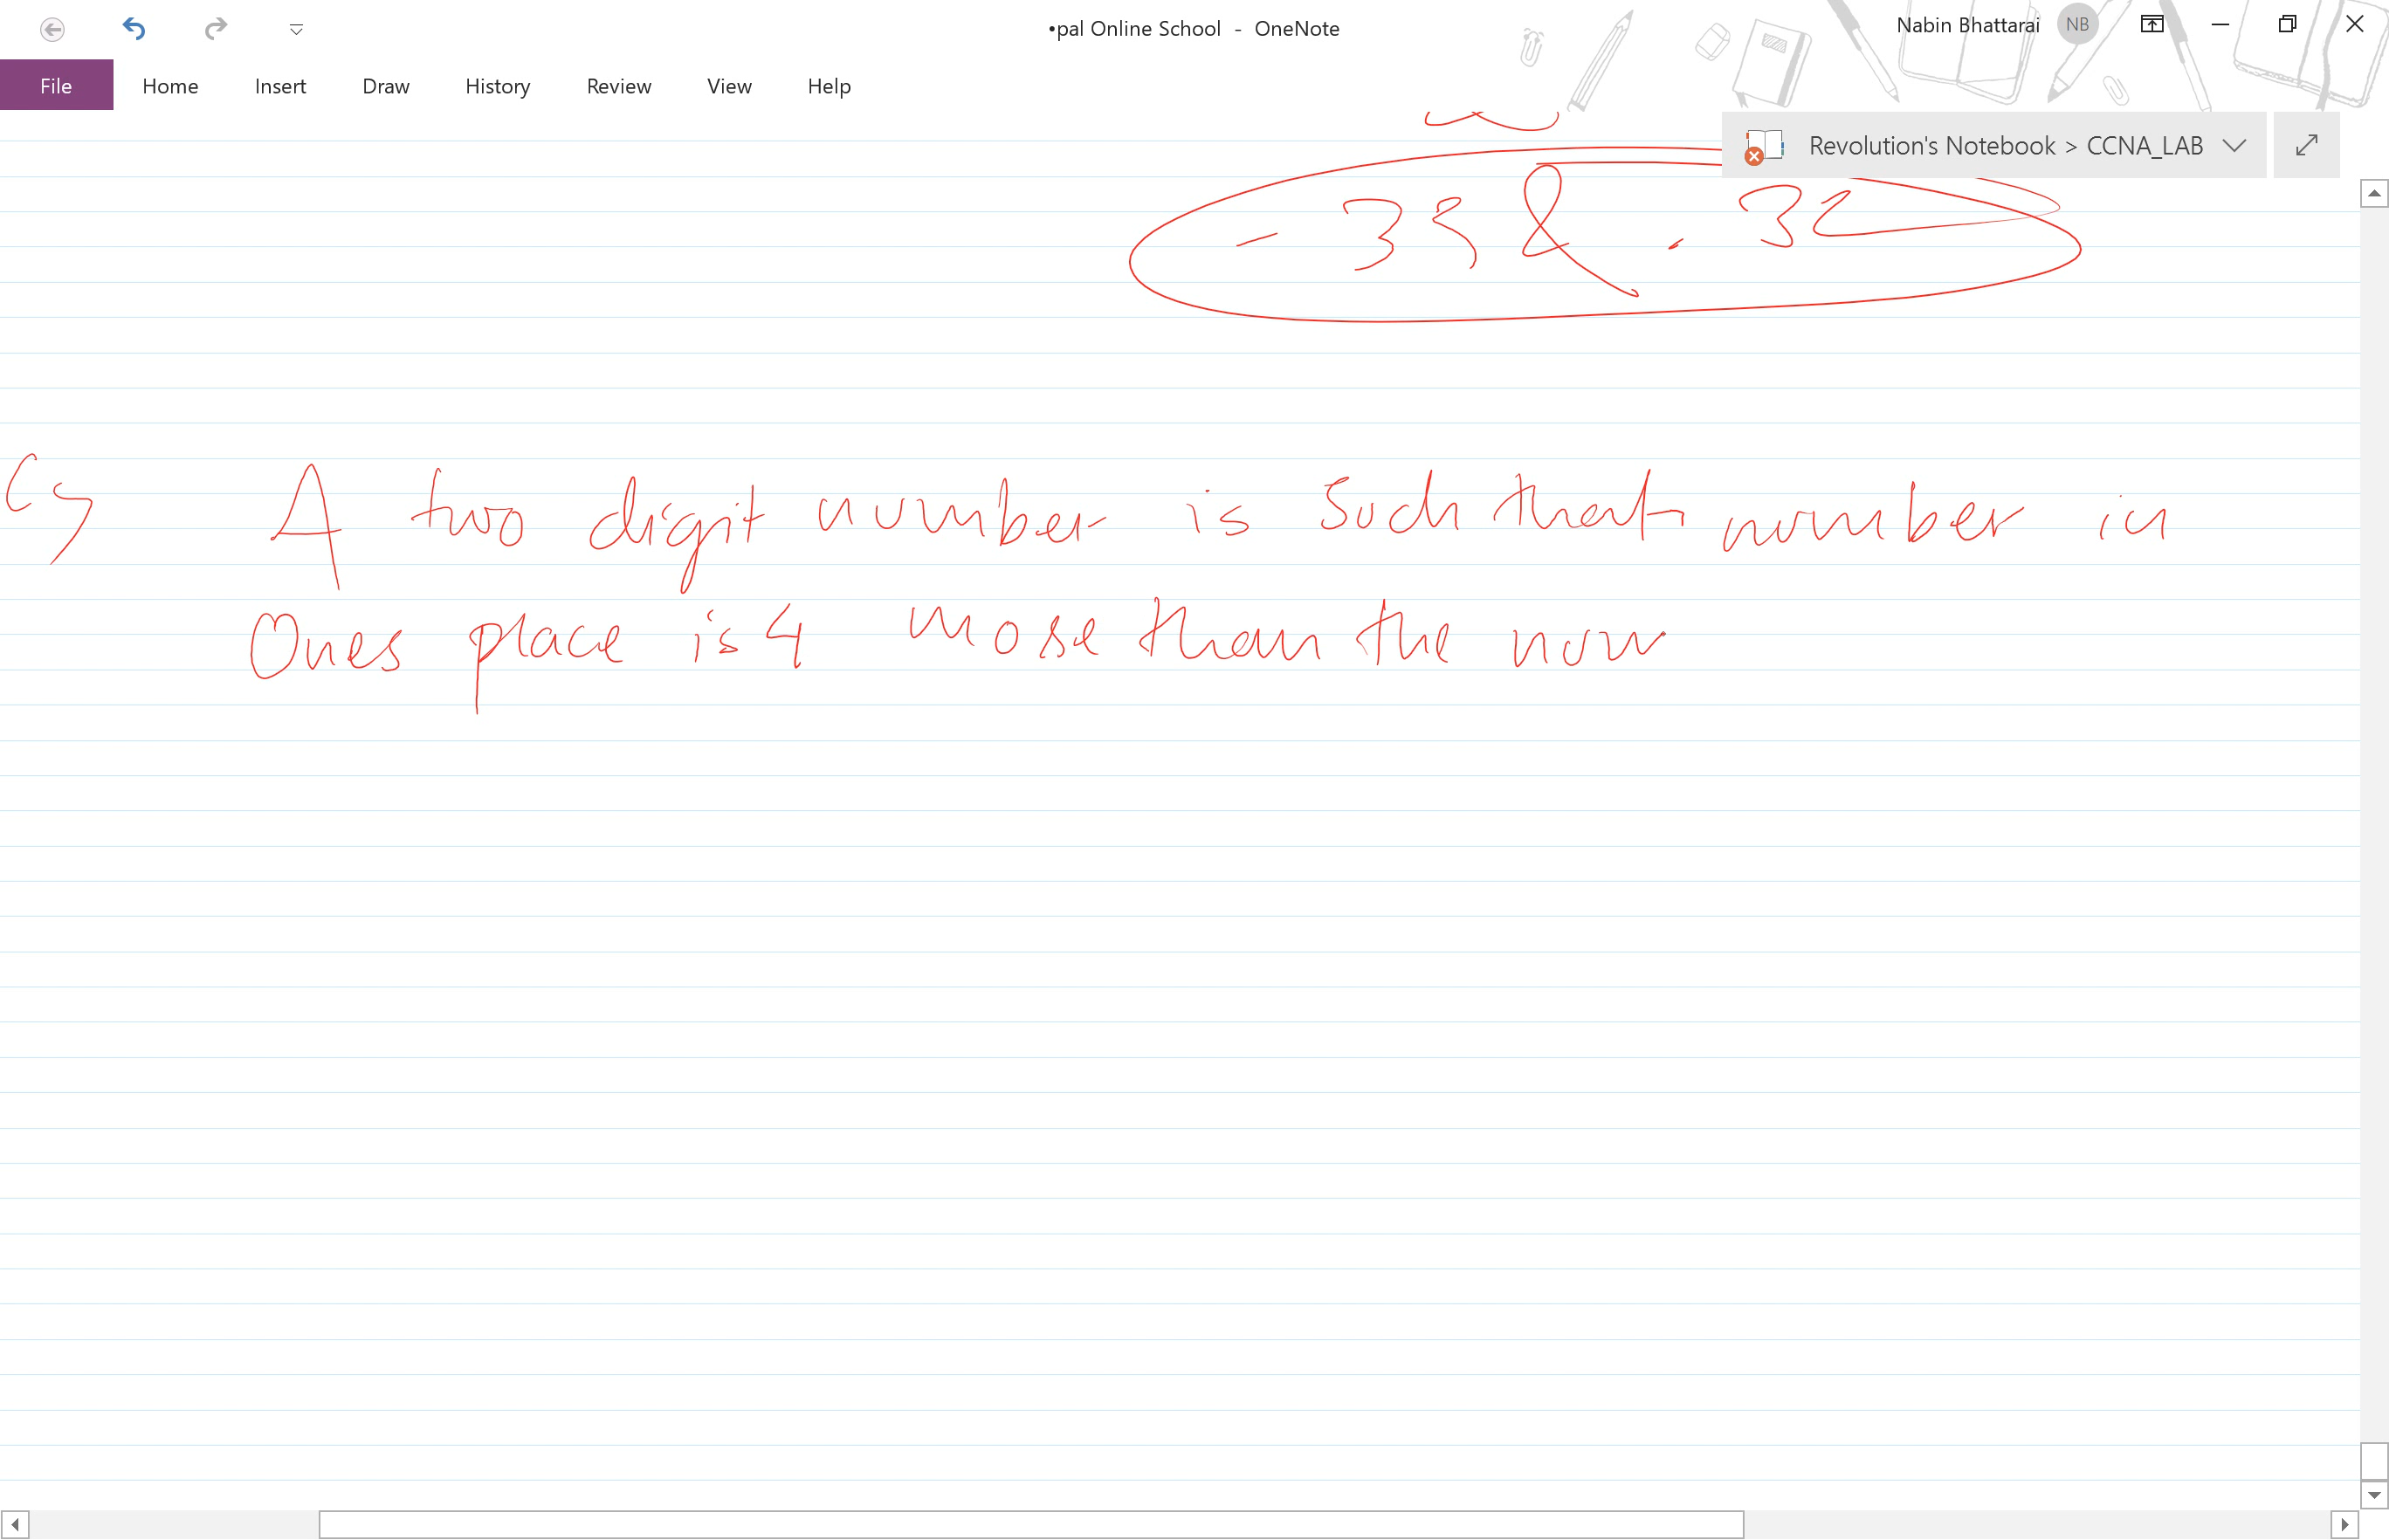 •pal Online School - OneNote
Nabin Bhattarai NB
File Home Insert Draw History Review View Help
Revolution's Notebook > CCNA_LAB
- 33 & . 32
A two digit number is Such that number in
Ones place is 4 more than the num